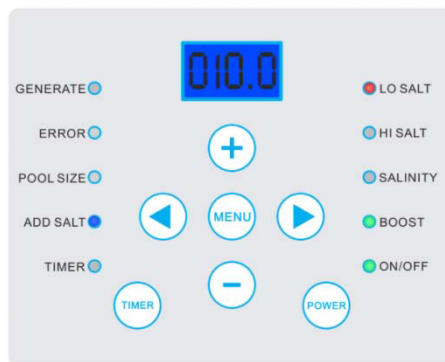 010.0
GENERATE
LO SALT
ERROR
HI SALT
+
POOL SIZE
SALINITY
ADD SALT
MENU
BOOST
TIMER
ON/OFF
−
TIMER
POWER